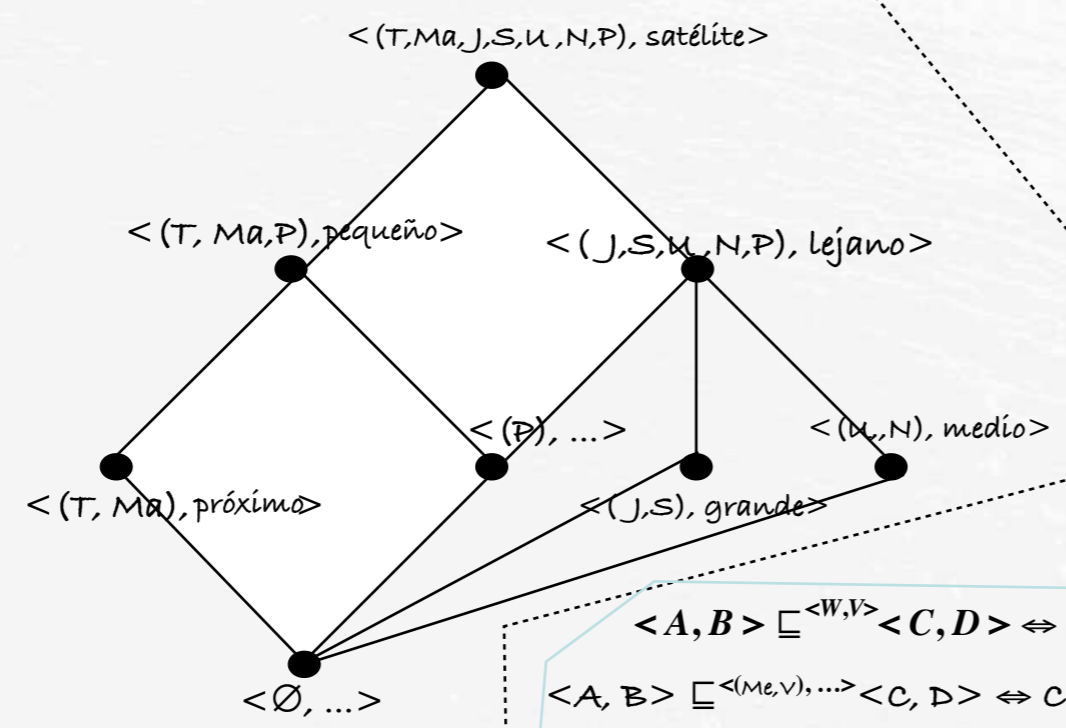 <(T,Ma,J,S,U,N,P), satélite>
<(T, Ma,P),pequeño>
<(J,S,U,N,P), lejano>
<(P), ...>
<(U,,N), medio>
<(T, Ma), próximo>
<(J,S), grande>
<A, B> ⊑<W,V><C, D> ⇔
<∅, ...>
<A, B> ⊑<(Me,V), ...><C, D> ⇔ C